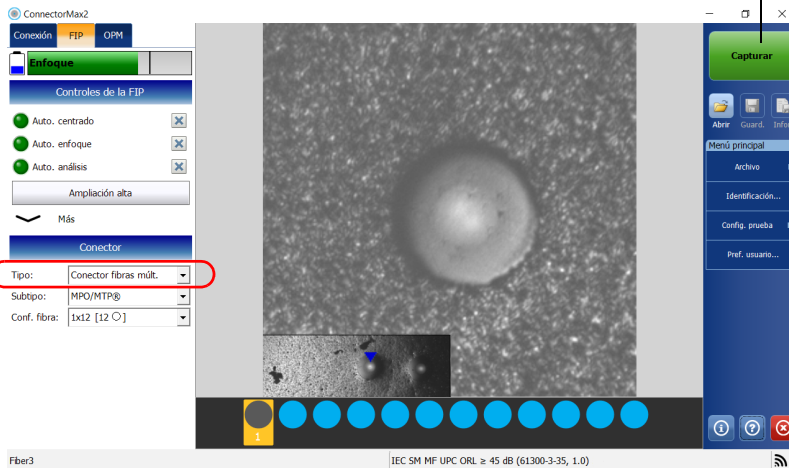 ConnectorMax2
Conexión FIP OPM
Enfoque
Controles de la FIP
Auto. centrado
Auto. enfoque
Auto. análisis
Ampliación alta
Más
Conector
Tipo: Conector fibras múlt.
Subtipo: MPO/MTP®
Conf. fibra: 1x12 [12 ○]
1
Capturar
Abrir Guard. Infor
Menú principal
Archivo
Identificación...
Config. prueba
Pref. usuario...
Fiber3
IEC SM MF UPC ORL ≥ 45 dB (61300-3-35, 1.0)